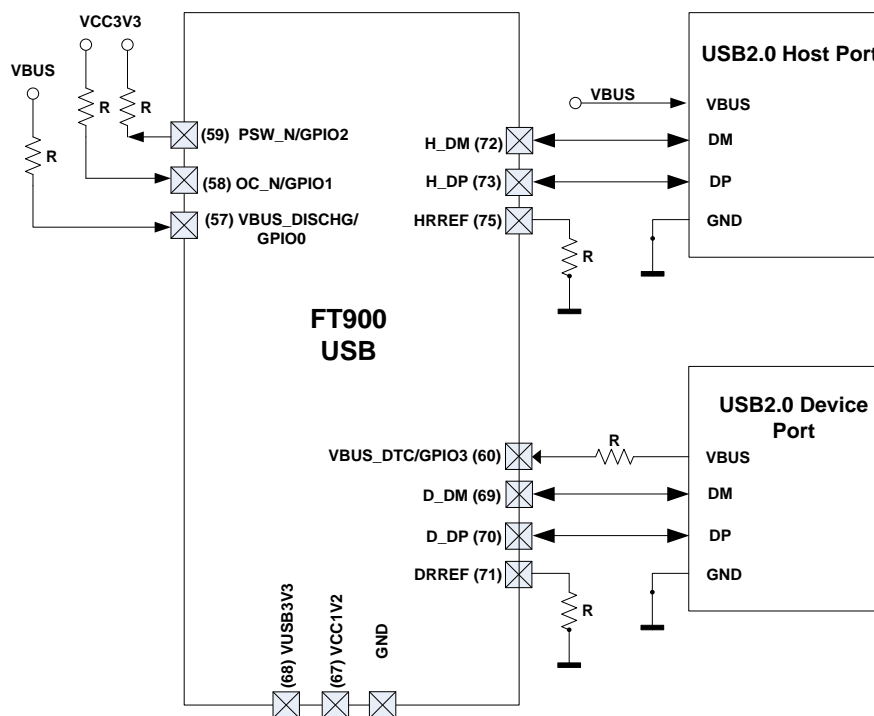 VCC3V3
VBUS
R
R
R
(59) PSW_N/GPIO2
(58) OC_N/GPIO1
(57) VBUS_DISCHG/
GPIO0
FT900
USB
H_DM (72)
H_DP (73)
HRREF (75)
R
VBUS
USB2.0 Host Port
VBUS
DM
DP
GND
VBUS_DTC/GPIO3 (60)
D_DM (69)
D_DP (70)
DRREF (71)
R
R
USB2.0 Device
Port
VBUS
DM
DP
GND
(68) VUSB3V3
(67) VCC1V2
GND